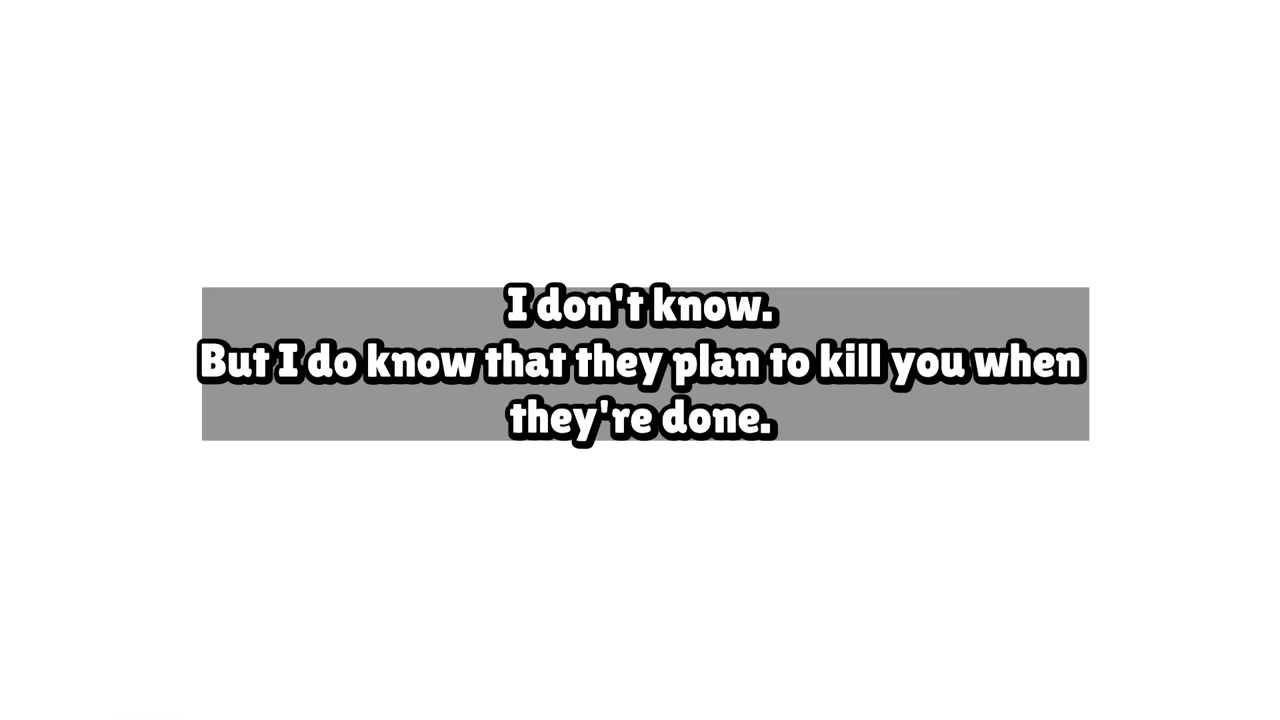 I don't know.
But I do know that they plan to kill you when
they're done.